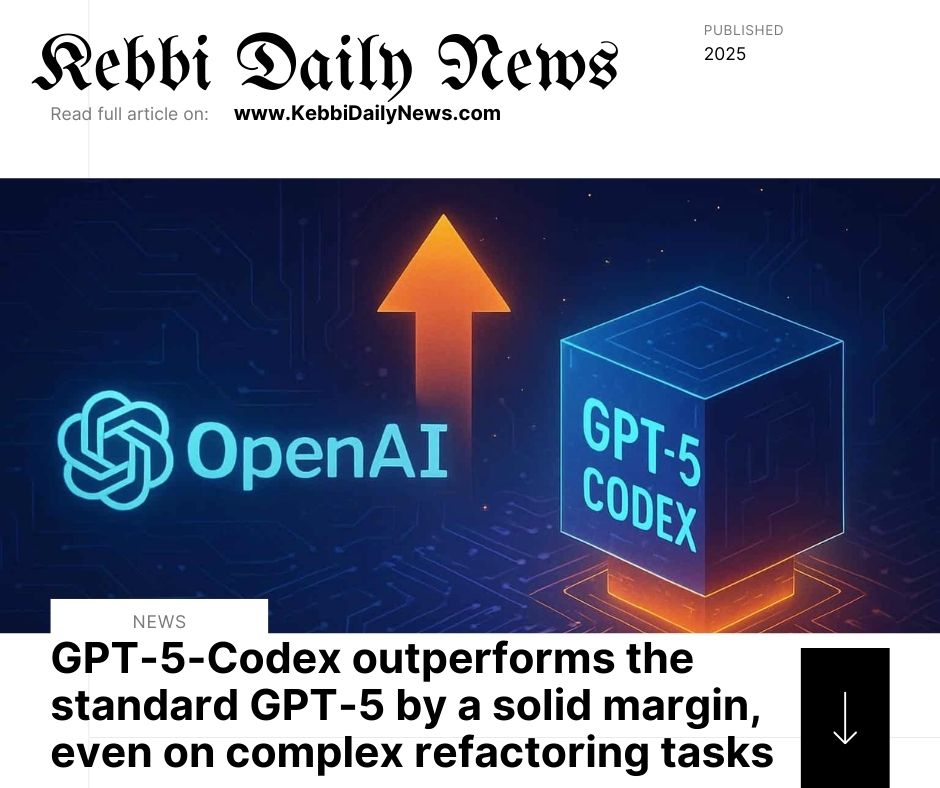 Kebbi Daily News
PUBLISHED
2025
Read full article on: www.KebbiDailyNews.com
OpenAI
GPT-5
CODEX
NEWS
GPT-5-Codex outperforms the
standard GPT-5 by a solid margin,
even on complex refactoring tasks